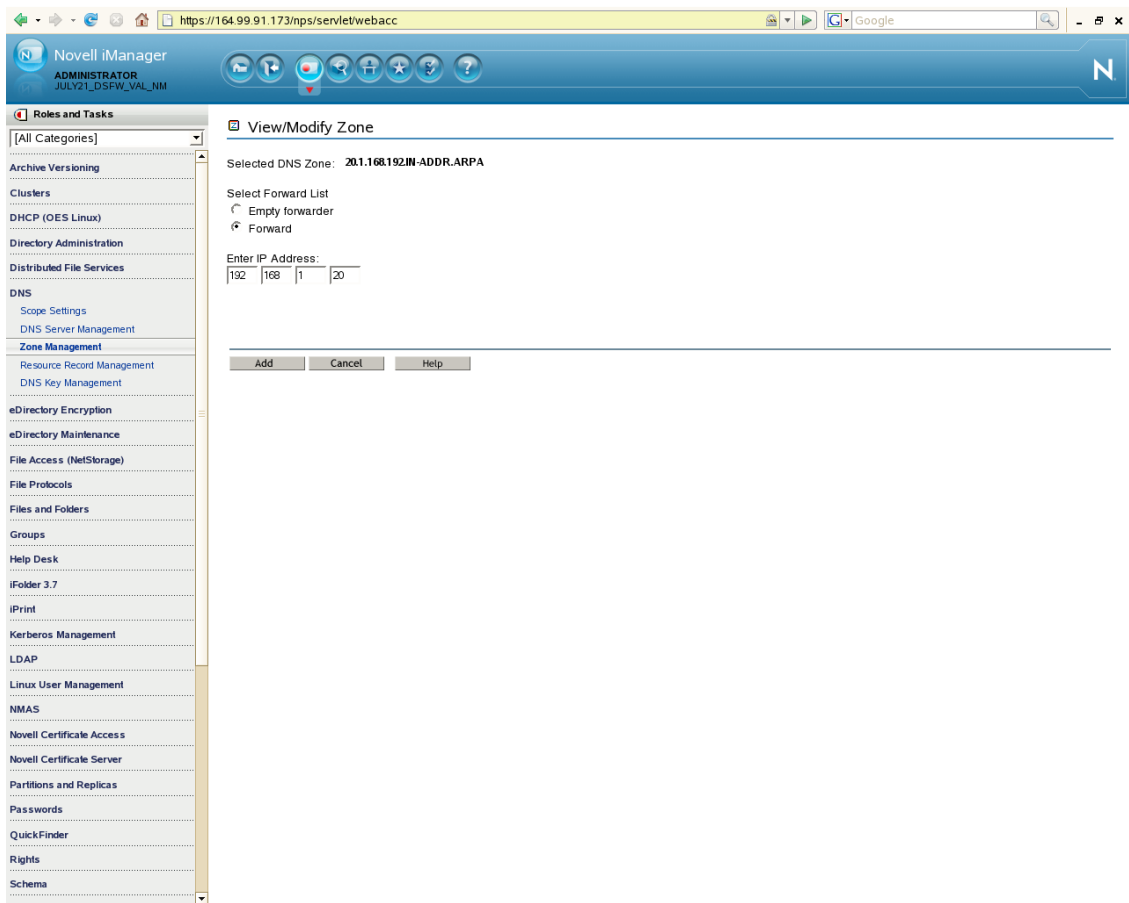 https://164.99.91.173/nps/servlet/webacc
G Google
Novell iManager
ADMINISTRATOR
JULY21_DSFW_VAL_NM
N
Roles and Tasks
[All Categories]
Archive Versioning
Clusters
DHCP (OES Linux)
Directory Administration
Distributed File Services
DNS
Scope Settings
DNS Server Management
Zone Management
Resource Record Management
DNS Key Management
eDirectory Encryption
eDirectory Maintenance
File Access (NetStorage)
File Protocols
Files and Folders
Groups
Help Desk
iFolder 3.7
iPrint
Kerberos Management
LDAP
Linux User Management
NMAS
Novell Certificate Access
Novell Certificate Server
Partitions and Replicas
Passwords
QuickFinder
Rights
Schema
View/Modify Zone
Selected DNS Zone: 20.1.168.192.IN-ADDR.ARPA
Select Forward List
Empty forwarder
Forward
Enter IP Address:
192 168 1 20
Add Cancel Help